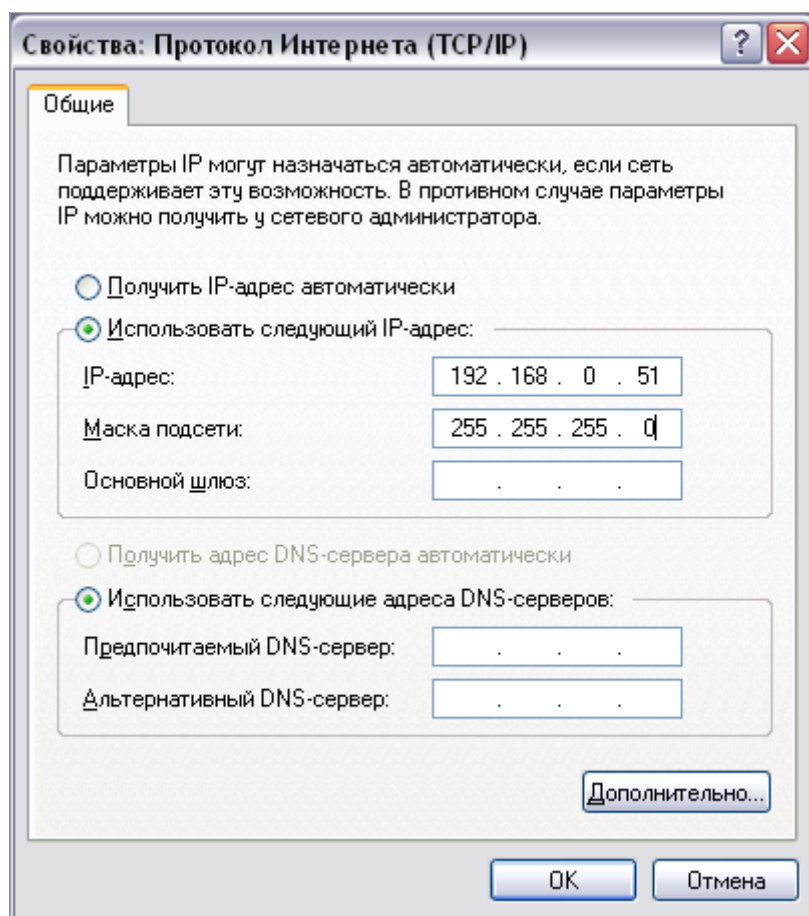 Свойства: Протокол Интернета (TCP/IP)
Общие
Параметры IP могут назначаться автоматически, если сеть
поддерживает эту возможность. В противном случае параметры
IP можно получить у сетевого администратора.
Получить IP-адрес автоматически
Использовать следующий IP-адрес:
IP-адрес: 192 . 168 . 0 . 51
Маска подсети: 255 . 255 . 255 . 0
Основной шлюз: . . .
Получить адрес DNS-сервера автоматически
Использовать следующие адреса DNS-серверов:
Предпочитаемый DNS-сервер: . . .
Альтернативный DNS-сервер: . . .
Дополнительно...
OK Отмена